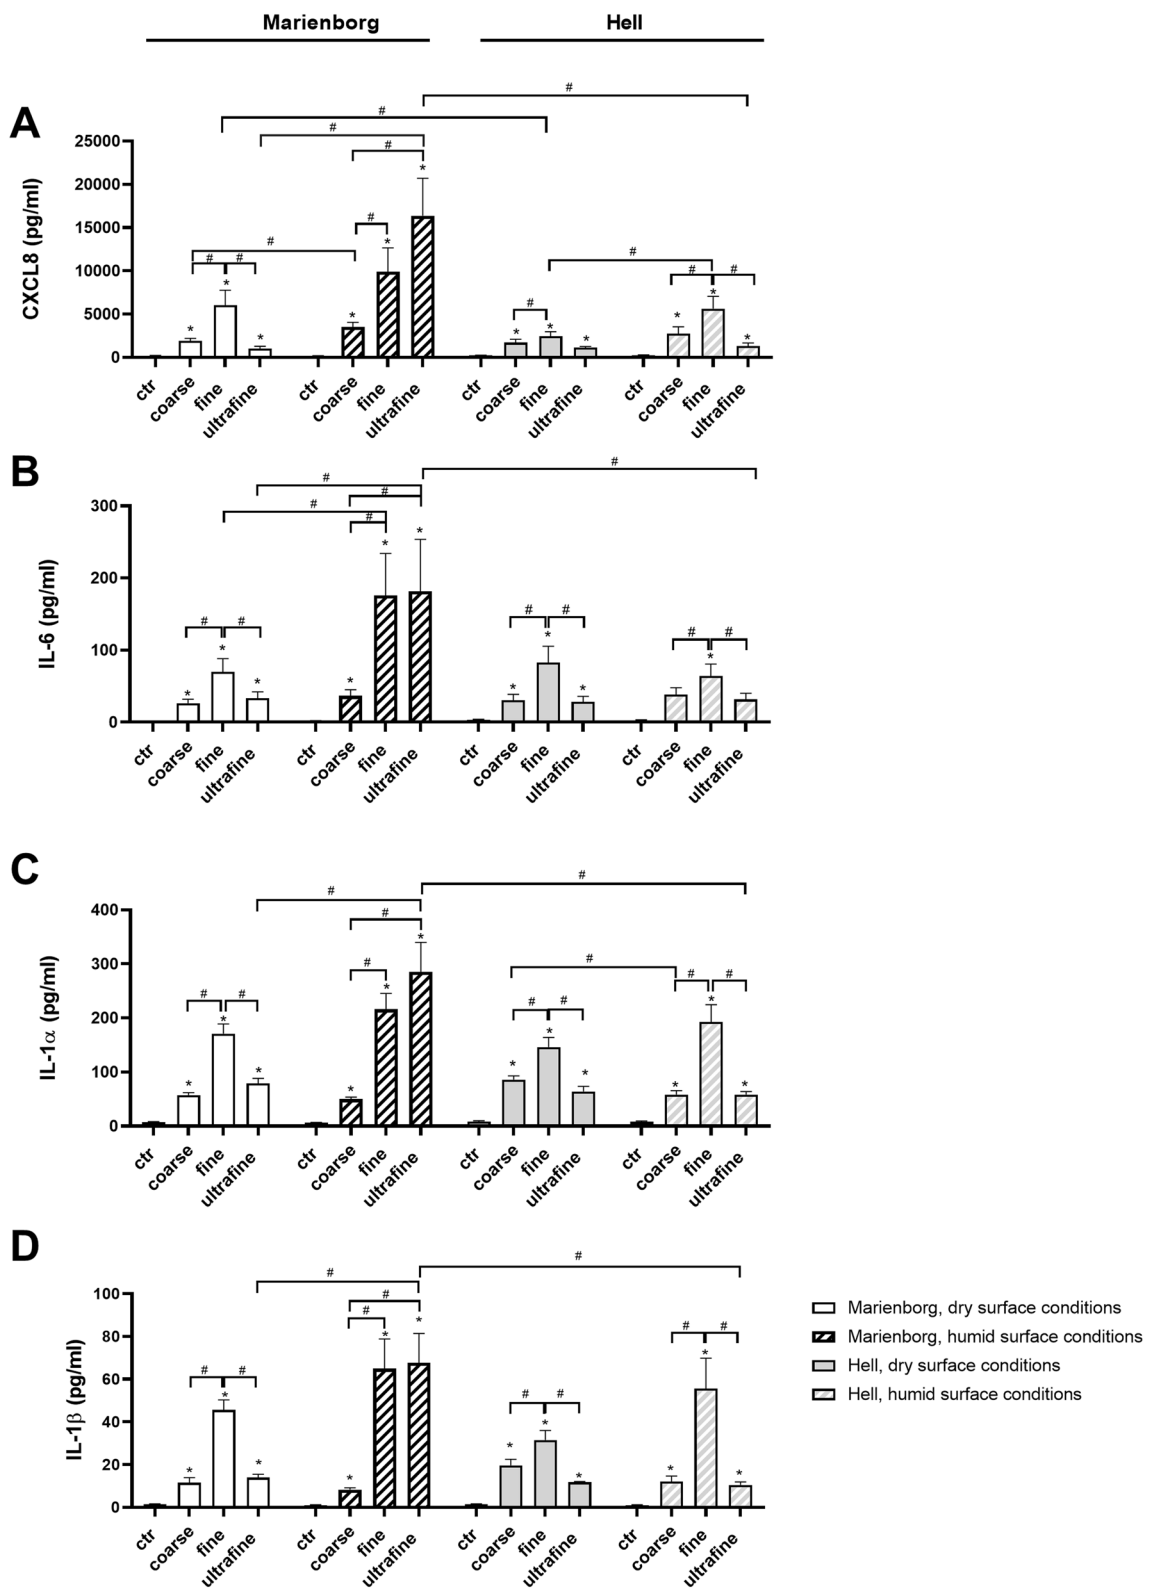 Marienborg Hell
A
CXCL8 (pg/ml)
25000
20000
15000
10000
5000
0
# # # # # # # # # # # # #
* * * * * * * * * * * *
ctr coarse fine ultrafine ctr coarse fine ultrafine ctr coarse fine ultrafine ctr coarse fine ultrafine
B
IL-6 (pg/ml)
300
200
100
0
# # # # # # # # # # #
* * * * * * * * * *
ctr coarse fine ultrafine ctr coarse fine ultrafine ctr coarse fine ultrafine ctr coarse fine ultrafine
C
IL-1α (pg/ml)
400
300
200
100
0
# # # # # # # # # # #
* * * * * * * * * * * *
ctr coarse fine ultrafine ctr coarse fine ultrafine ctr coarse fine ultrafine ctr coarse fine ultrafine
D
IL-1β (pg/ml)
100
80
60
40
20
0
# # # # # # # # # #
* * * * * * * * * * * *
ctr coarse fine ultrafine ctr coarse fine ultrafine ctr coarse fine ultrafine ctr coarse fine ultrafine
Marienborg, dry surface conditions
Marienborg, humid surface conditions
Hell, dry surface conditions
Hell, humid surface conditions